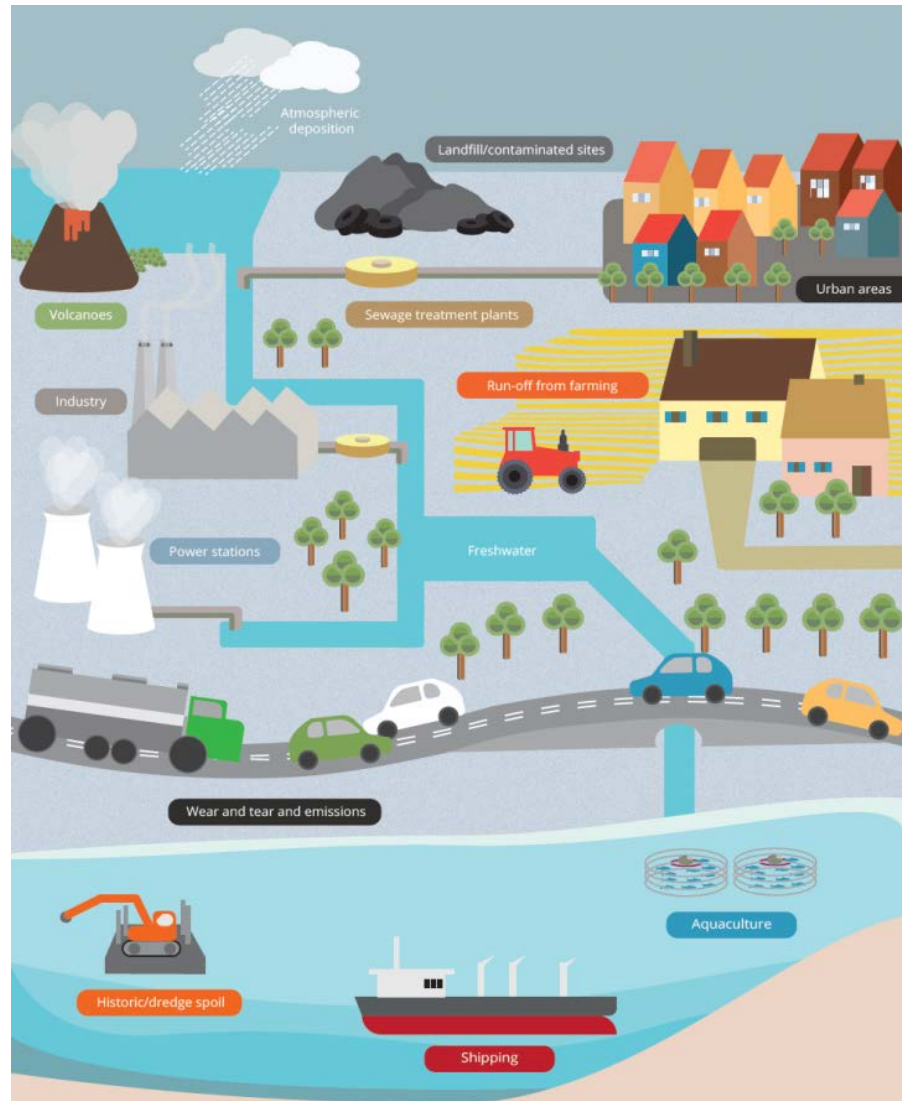 Atmospheric
deposition
Landfill/contaminated sites
Urban areas
Volcanoes
Sewage treatment plants
Run-off from farming
Industry
Power stations
Freshwater
Wear and tear and emissions
Aquaculture
Historic/dredge spoil
Shipping